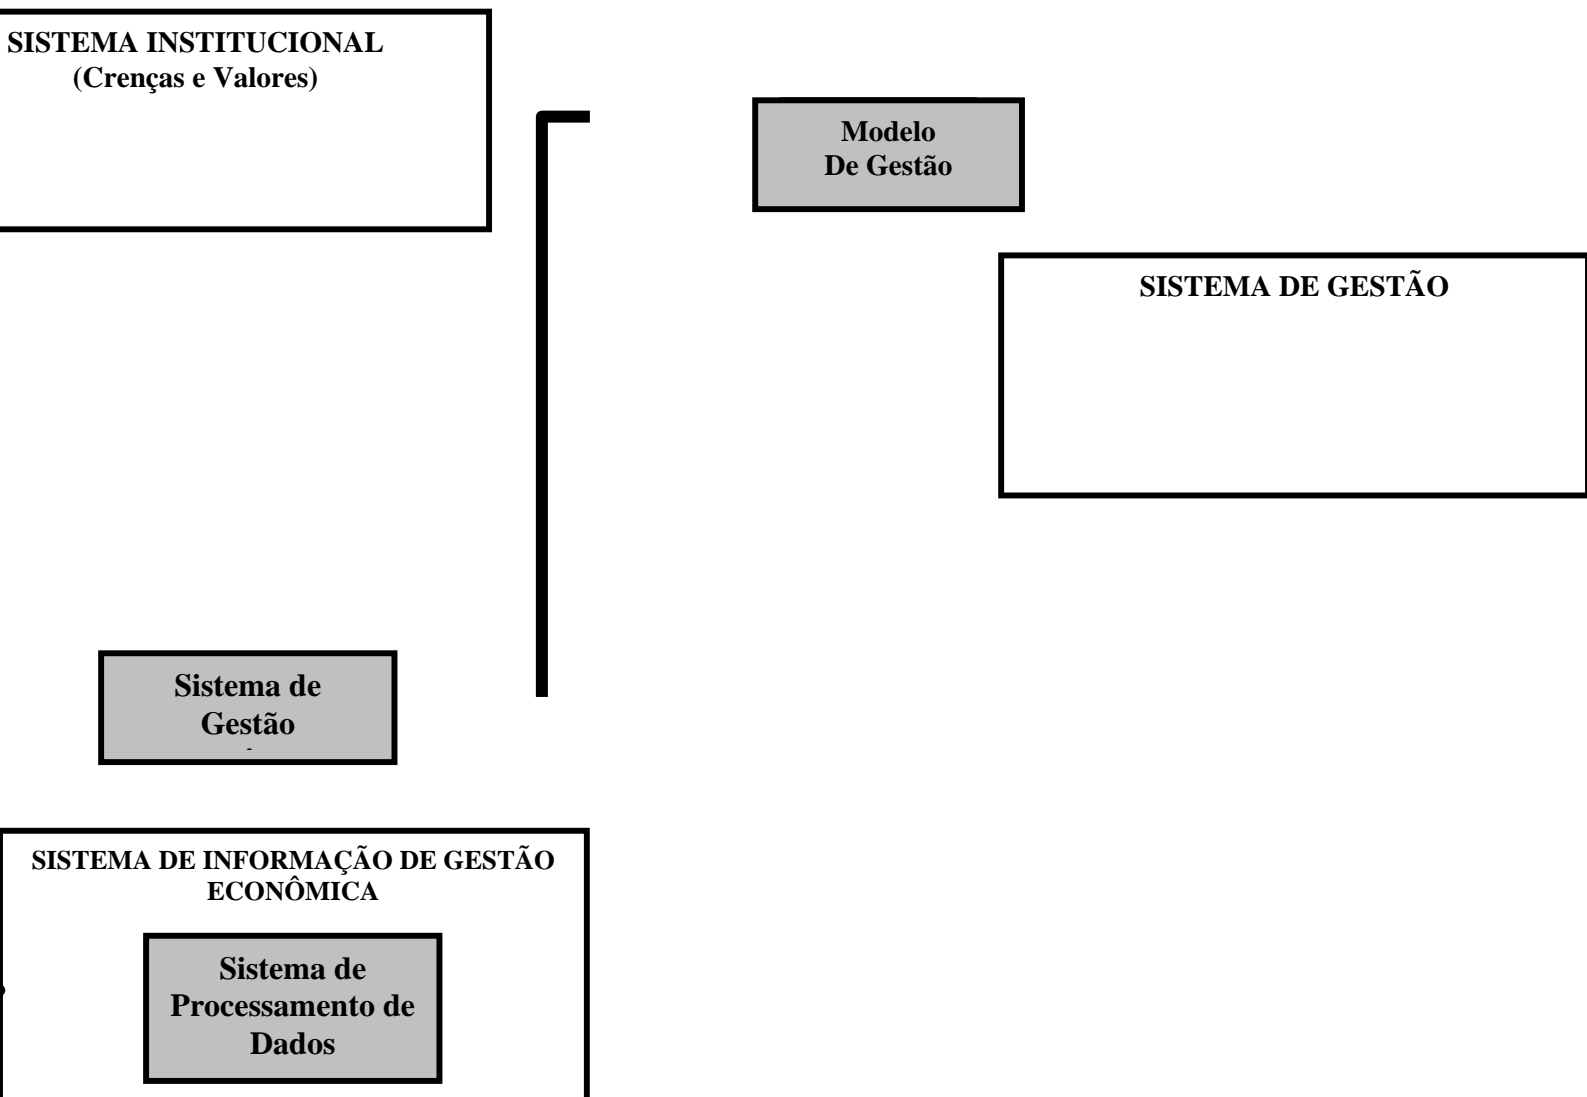 SISTEMA INSTITUCIONAL
(Crenças e Valores)
Modelo
De Gestão
SISTEMA DE GESTÃO
Sistema de
Gestão
SISTEMA DE INFORMAÇÃO DE GESTÃO
ECONÔMICA
Sistema de
Processamento de
Dados